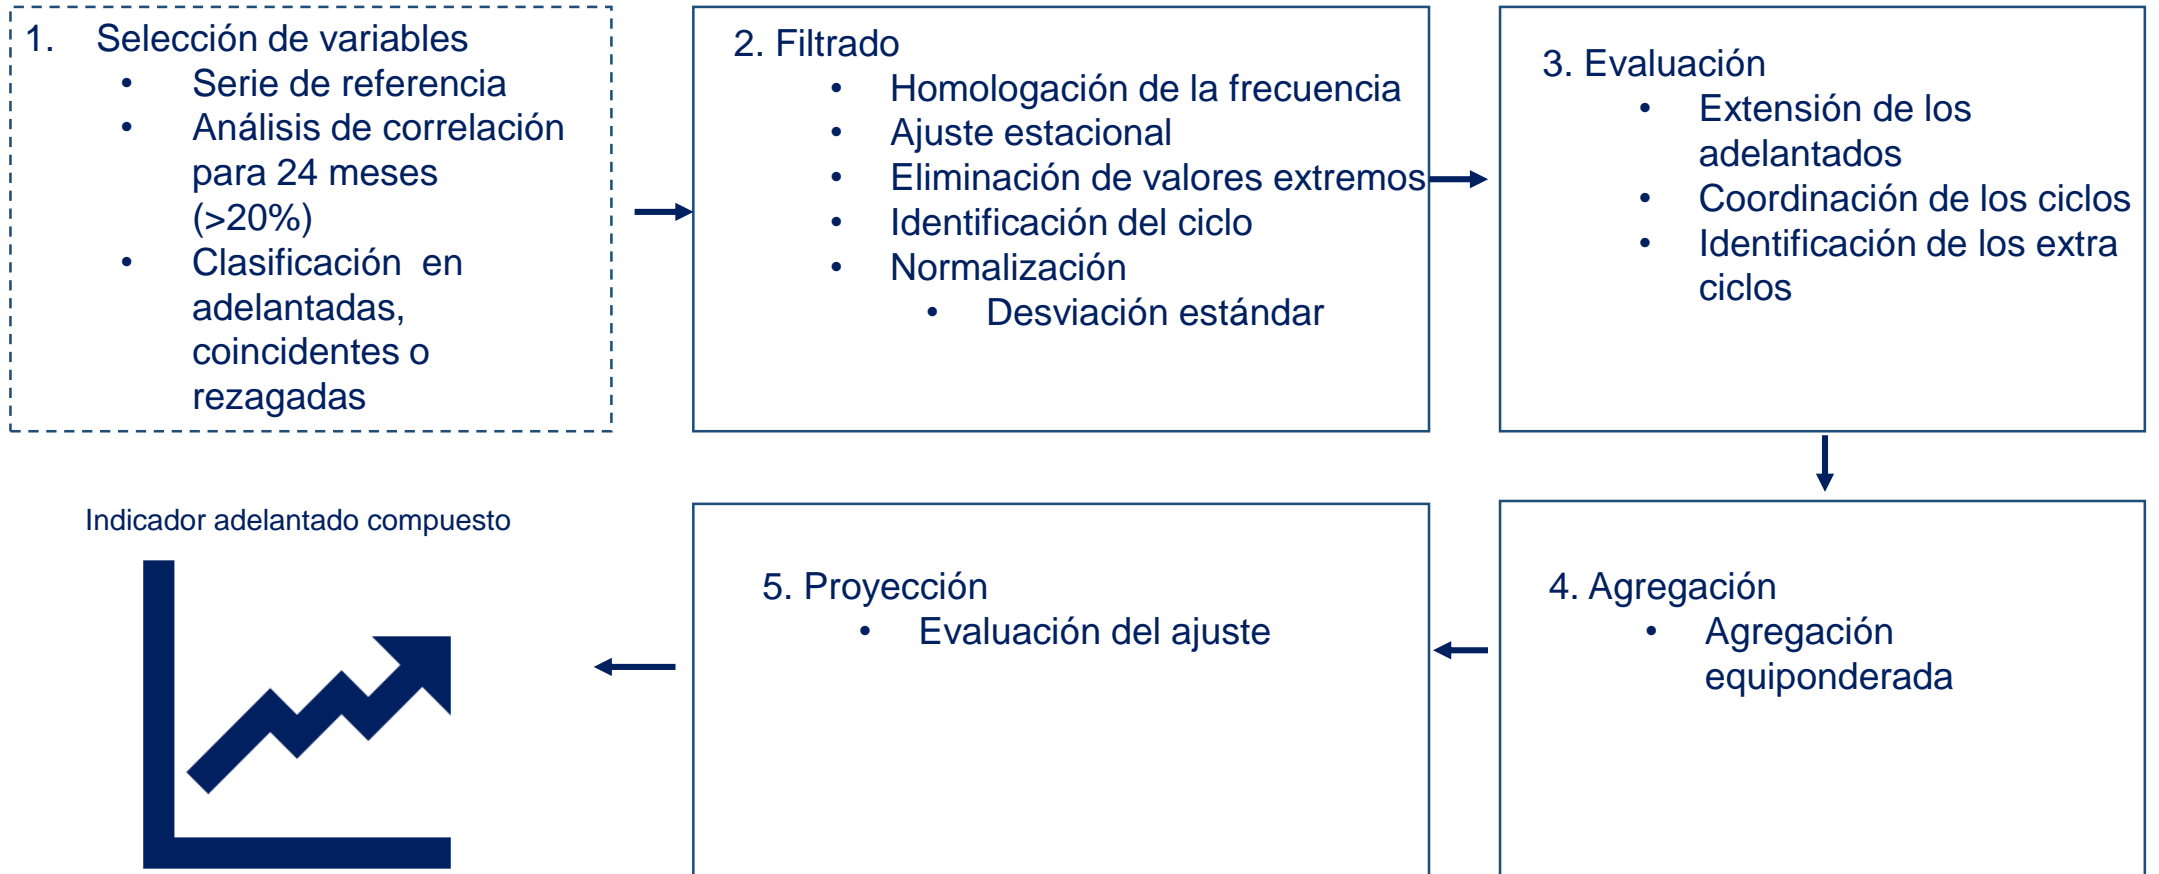 1. Selección de variables
• Serie de referencia
• Análisis de correlación
para 24 meses
(>20%)
• Clasificación en
adelantadas,
coincidentes o
rezagadas
2. Filtrado
• Homologación de la frecuencia
• Ajuste estacional
• Eliminación de valores extremos
• Identificación del ciclo
• Normalización
• Desviación estándar
3. Evaluación
• Extensión de los
adelantados
• Coordinación de los ciclos
• Identificación de los extra
ciclos
4. Agregación
• Agregación
equiponderada
5. Proyección
• Evaluación del ajuste
Indicador adelantado compuesto